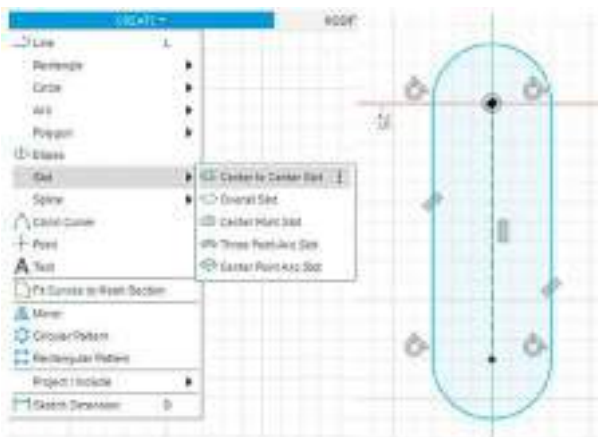 CREATE
MODIF
Line L
Rectangle
Circle
Arc
Polygon
Ellipse
Slot
Center to Center Slot
Spline
Overall Slot
Conic Curve
Center Point Slot
Point
Three Point Arc Slot
Text
Center Point Arc Slot
Fit Curves to Mesh Section
Mirror
Circular Pattern
Rectangular Pattern
Project / Include
Sketch Dimension D